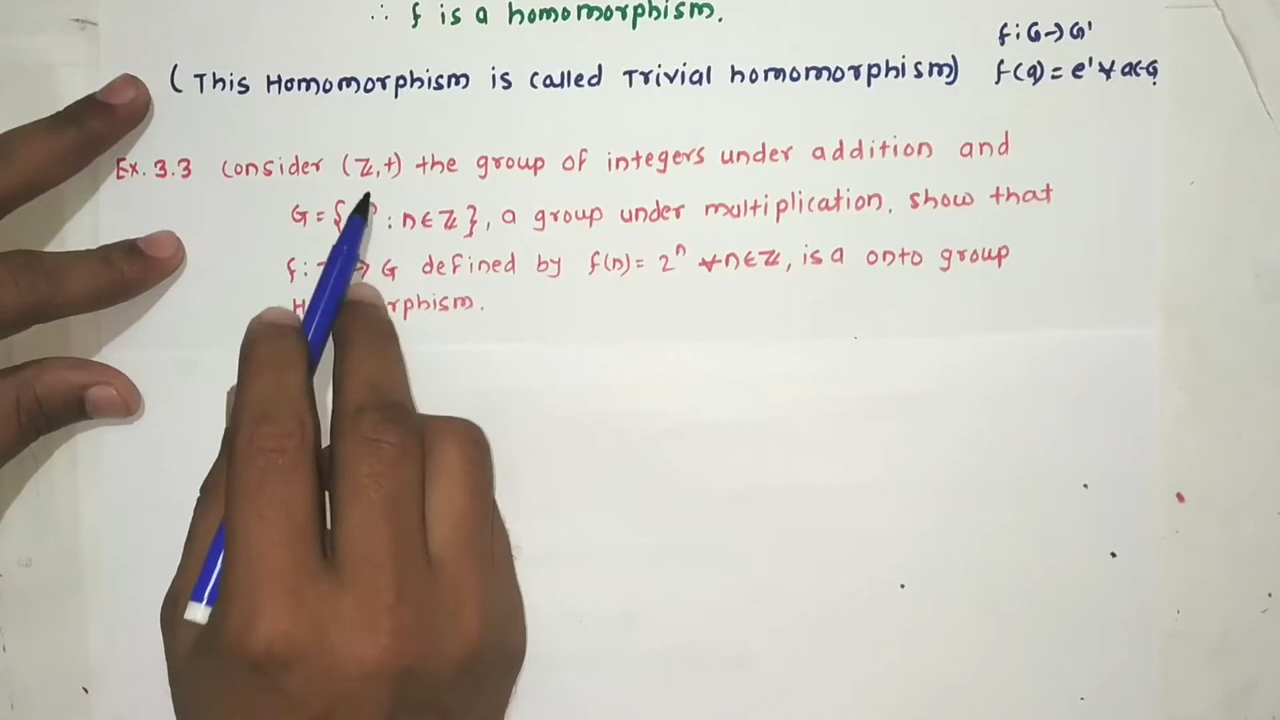 ∴ f is a homomorphism.
f : G → G'
(This Homomorphism is called Trivial homomorphism) f(a) = e' ∀ a ∈ G
Ex. 3.3 Consider (ℤ, +) the group of integers under addition and
G = { : n ∈ ℤ }, a group under multiplication. show that
f : → G defined by f(n) = 2ⁿ ∀ n ∈ ℤ, is a onto group